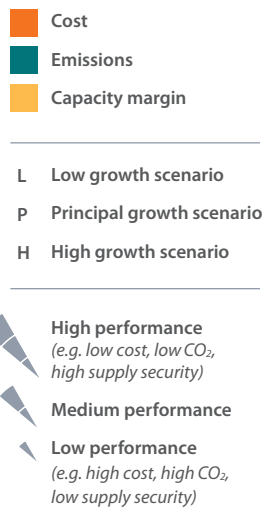 Cost
Emissions
Capacity margin
L Low growth scenario
P Principal growth scenario
H High growth scenario
High performance
(e.g. low cost, low CO₂,
high supply security)
Medium performance
Low performance
(e.g. high cost, high CO₂,
low supply security)